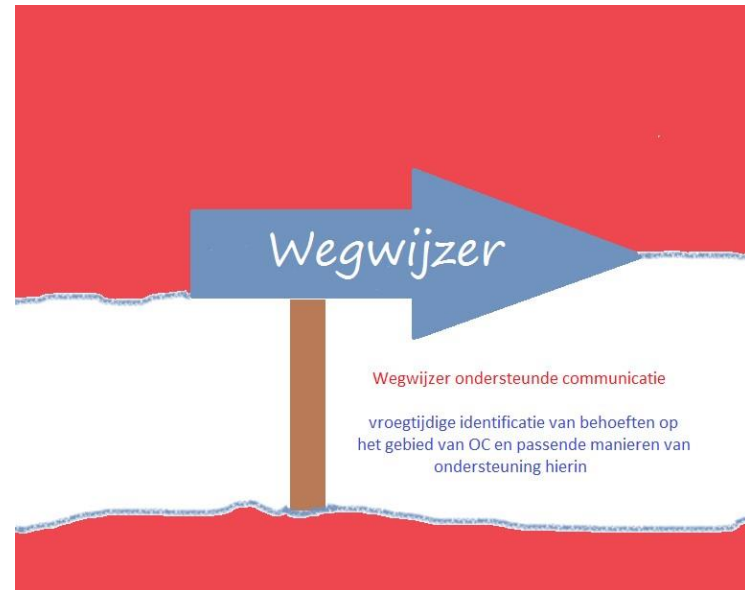 Wegwijzer
Wegwijzer ondersteunde communicatie
vroegtijdige identificatie van behoeften op
het gebied van OC en passende manieren van
ondersteuning hierin